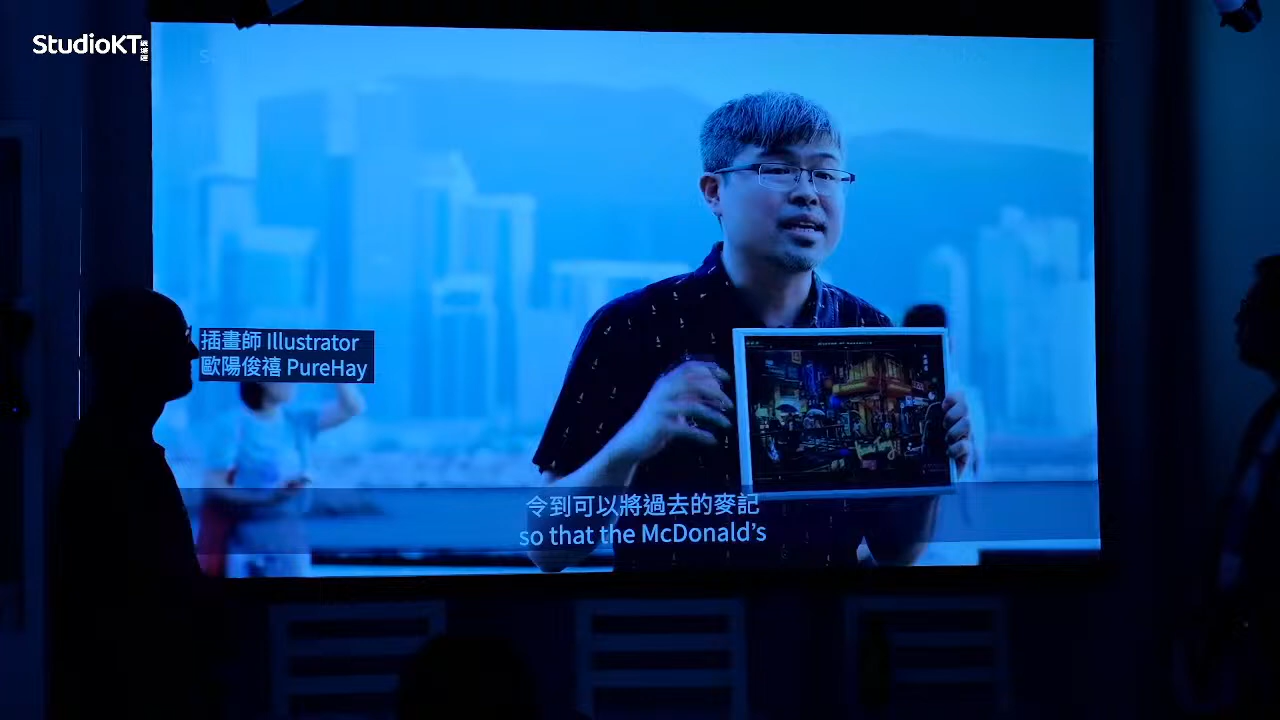 StudioKT
插畫師 Illustrator
歐陽俊禧 PureHay
令到可以將過去的麥記
so that the McDonald's